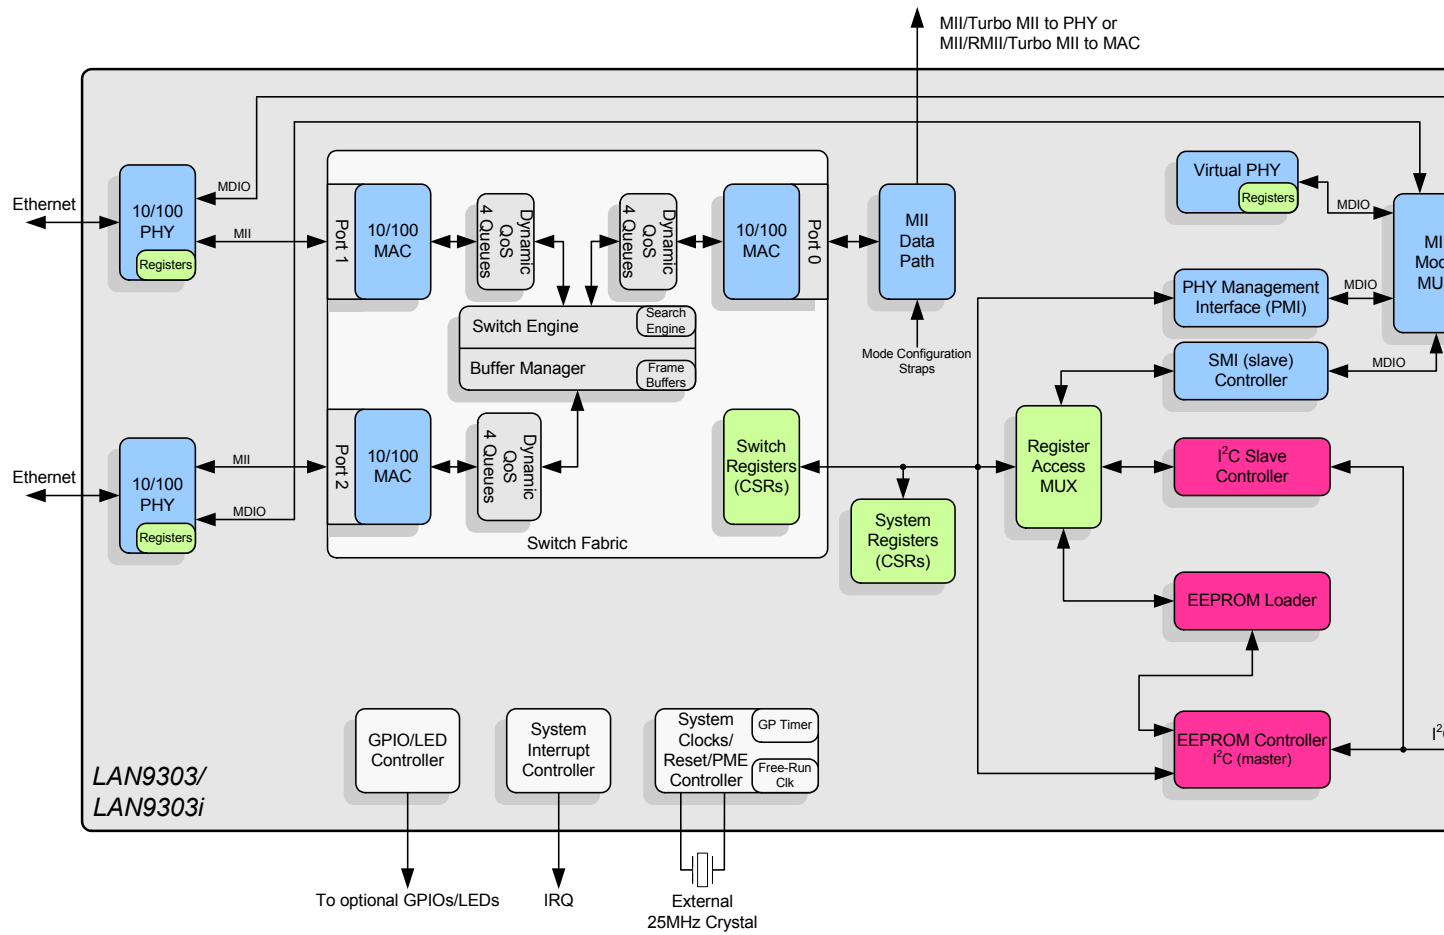 MII/Turbo MII to PHY or
MII/RMII/Turbo MII to MAC
Ethernet
10/100
PHY
Registers
MDIO
MII
Port 1
10/100
MAC
Dynamic
QoS
4 Queues
Dynamic
QoS
4 Queues
10/100
MAC
Port 0
MII
Data
Path
Mode Configuration
Straps
Virtual PHY
Registers
MDIO
PHY Management
Interface (PMI)
MDIO
SMI (slave)
Controller
MDIO
Switch Engine
Search
Engine
Buffer Manager
Frame
Buffers
Ethernet
10/100
PHY
Registers
MII
MDIO
Port 2
10/100
MAC
Dynamic
QoS
4 Queues
Switch
Registers
(CSRs)
Switch Fabric
System
Registers
(CSRs)
Register
Access
MUX
I²C Slave
Controller
EEPROM Loader
EEPROM Controller
I²C (master)
GPIO/LED
Controller
System
Interrupt
Controller
System
Clocks/
Reset/PME
Controller
GP Timer
Free-Run
Clk
LAN9303/
LAN9303i
To optional GPIOs/LEDs
IRQ
External
25MHz Crystal